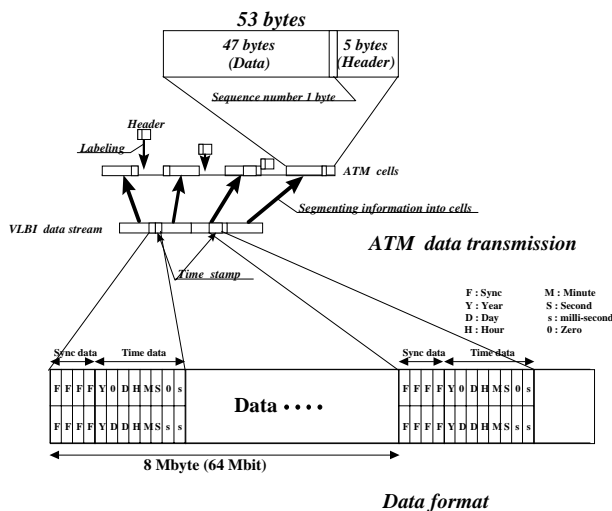 53 bytes
47 bytes
(Data)
5 bytes
(Header)
Sequence number 1 byte
Header
Labeling
ATM cells
Segmenting information into cells
VLBI data stream
ATM data transmission
Time stamp
F : Sync
M : Minute
Y : Year
S : Second
D : Day
s : milli-second
H : Hour
0 : Zero
Sync data
Time data
Sync data
Time data
F F F F Y 0 D H M S 0 s
Data • • • •
F F F F Y 0 D H M S 0 s
F F F F Y D D H M S s s
F F F F Y D D H M S s s
8 Mbyte (64 Mbit)
Data format